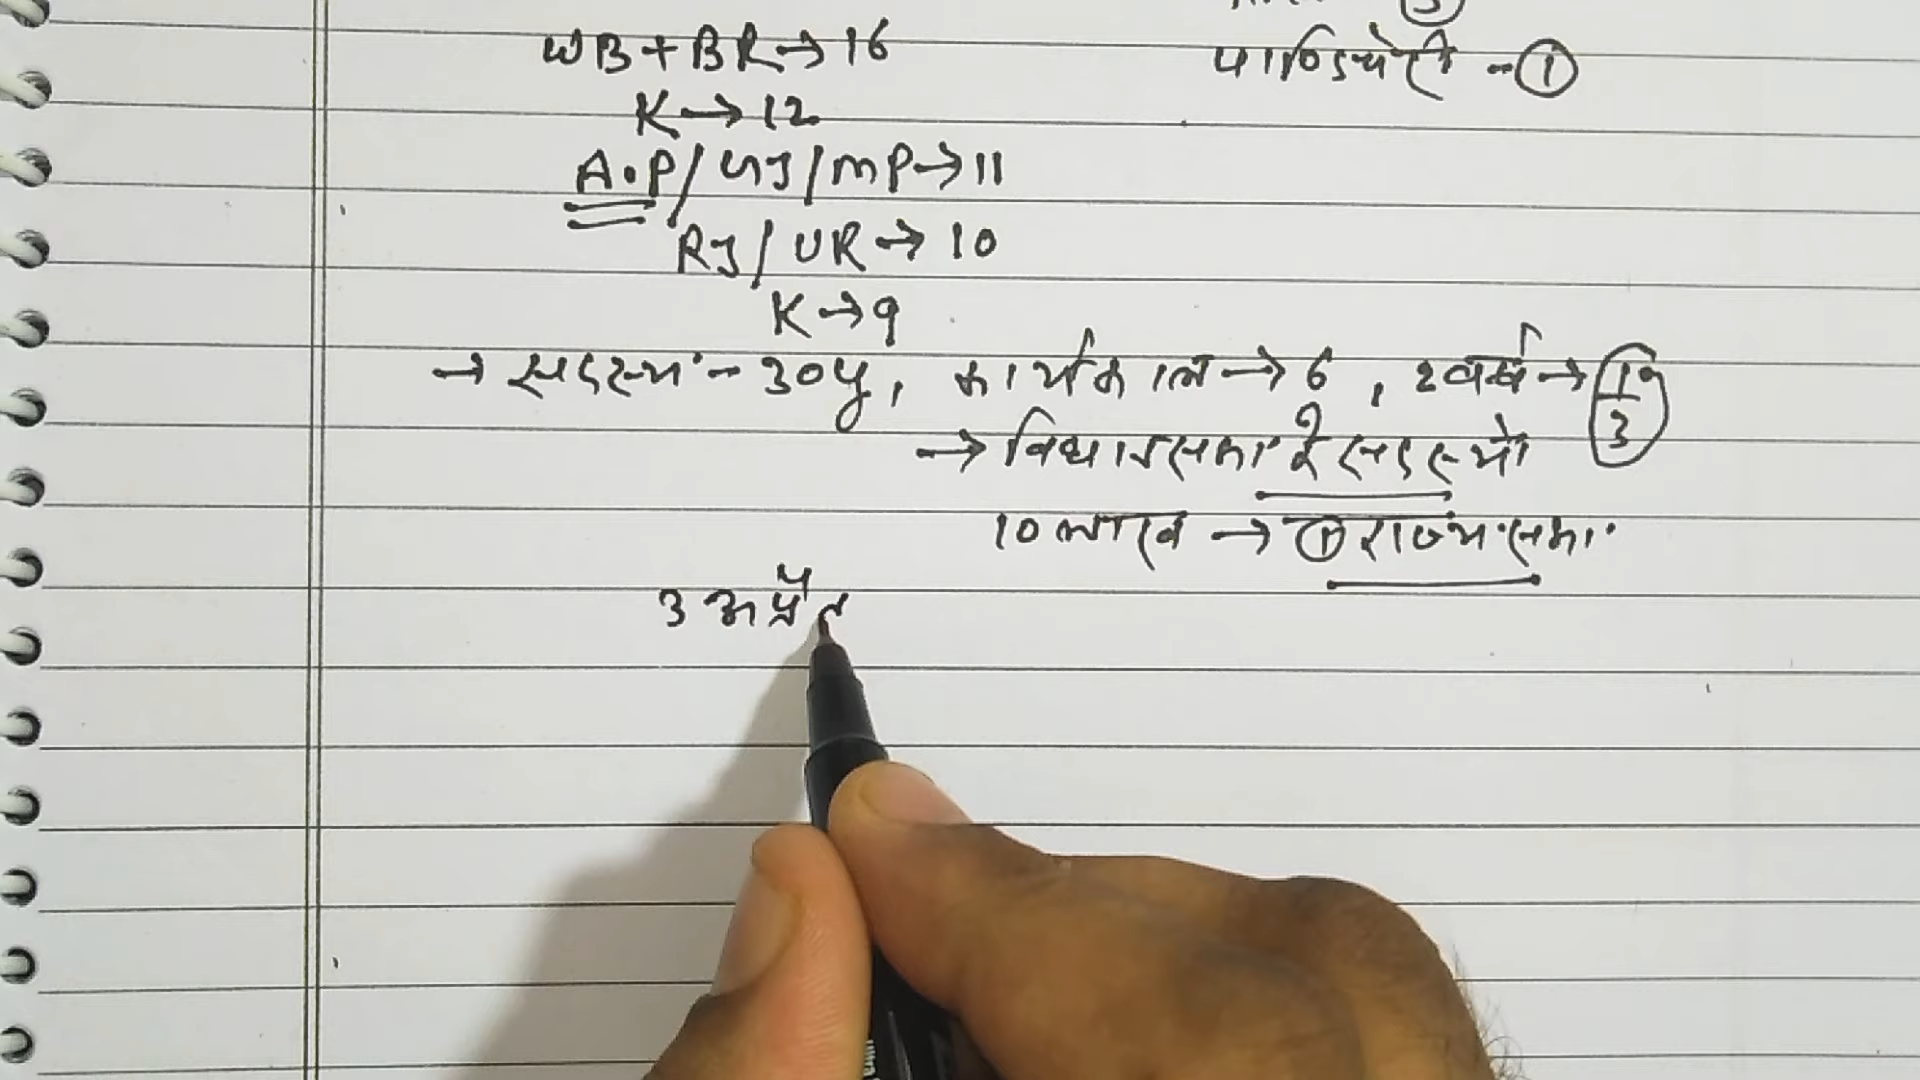 WB + BR → 16
पाण्डिचेरी - ①
K → 12
A.P / GJ / MP → 11
RJ / UR → 10
K → 9
→ सदस्य - 30y, कार्यकाल → 6, 2 वर्ष → 1/3
→ विधानसभा के सदस्यो
10 लाख → ① राज्यसभा
3 अप्रैल